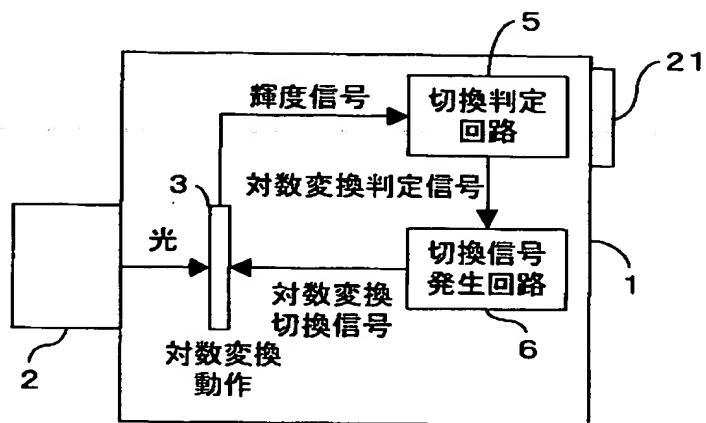 5
21
輝度信号
切換判定
回路
3
対数変換判定信号
光
切換信号
発生回路
1
対数変換
切換信号
2
対数変換
動作
6